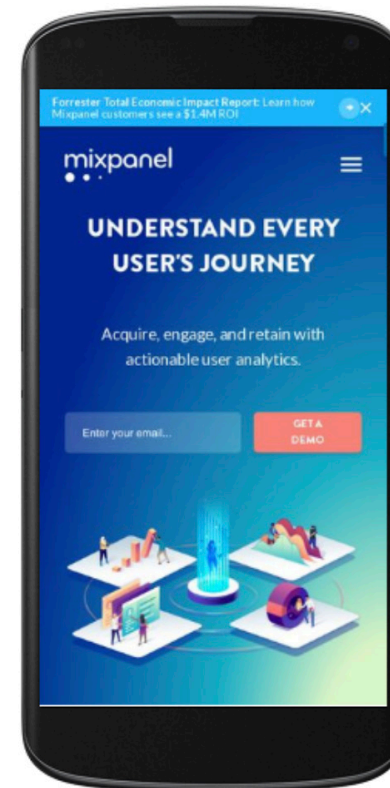 Forrester Total Economic Impact Report: Learn how
Mixpanel customers see a $1.4M ROI
mixpanel
UNDERSTAND EVERY
USER'S JOURNEY
Acquire, engage, and retain with
actionable user analytics.
Enter your email...
GET A
DEMO